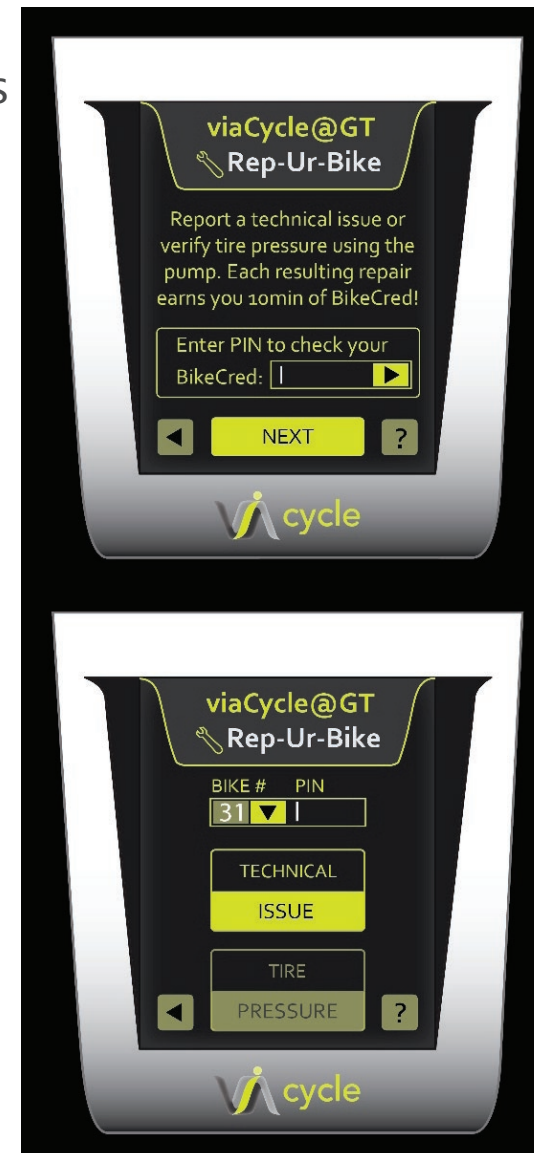 s
viaCycle@GT
Rep-Ur-Bike
Report a technical issue or
verify tire pressure using the
pump. Each resulting repair
earns you 10min of BikeCred!
Enter PIN to check your
BikeCred:
NEXT
?
Via cycle
viaCycle@GT
Rep-Ur-Bike
BIKE # PIN
31
TECHNICAL
ISSUE
TIRE
PRESSURE
?
Via cycle